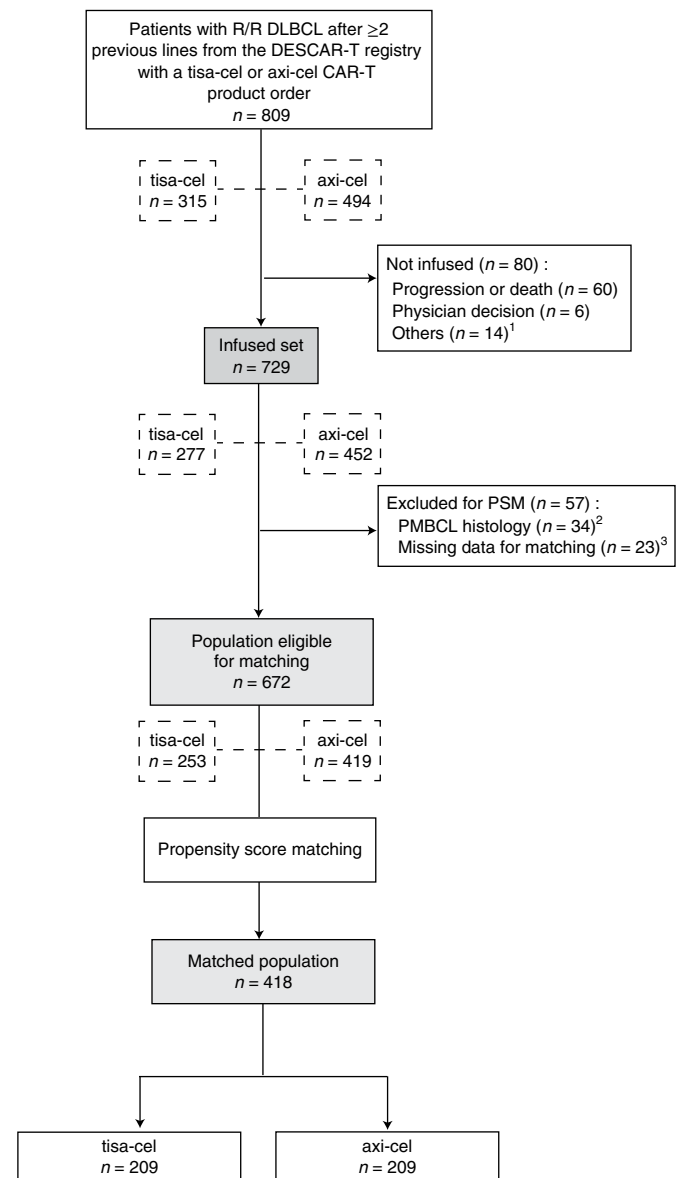 Patients with R/R DLBCL after ≥2
previous lines from the DESCAR-T registry
with a tisa-cel or axi-cel CAR-T
product order
n = 809
tisa-cel
n = 315
axi-cel
n = 494
Not infused (n = 80) :
Progression or death (n = 60)
Physician decision (n = 6)
Others (n = 14)1
Infused set
n = 729
tisa-cel
n = 277
axi-cel
n = 452
Excluded for PSM (n = 57) :
PMBCL histology (n = 34)2
Missing data for matching (n = 23)3
Population eligible
for matching
n = 672
tisa-cel
n = 253
axi-cel
n = 419
Propensity score matching
Matched population
n = 418
tisa-cel
n = 209
axi-cel
n = 209